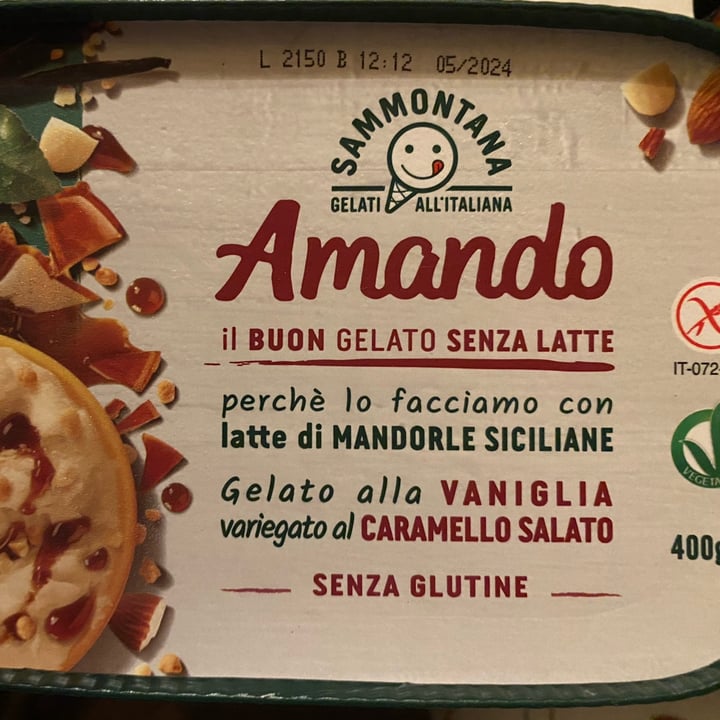 L 2150 B 12:12 05/2024
SAMMONTANA
GELATI ALL'ITALIANA
Amando
il BUON GELATO SENZA LATTE
perchè lo facciamo con
latte di MANDORLE SICILIANE
Gelato alla VANIGLIA
variegato al CARAMELLO SALATO
SENZA GLUTINE
IT-072-
VEGETA
400g